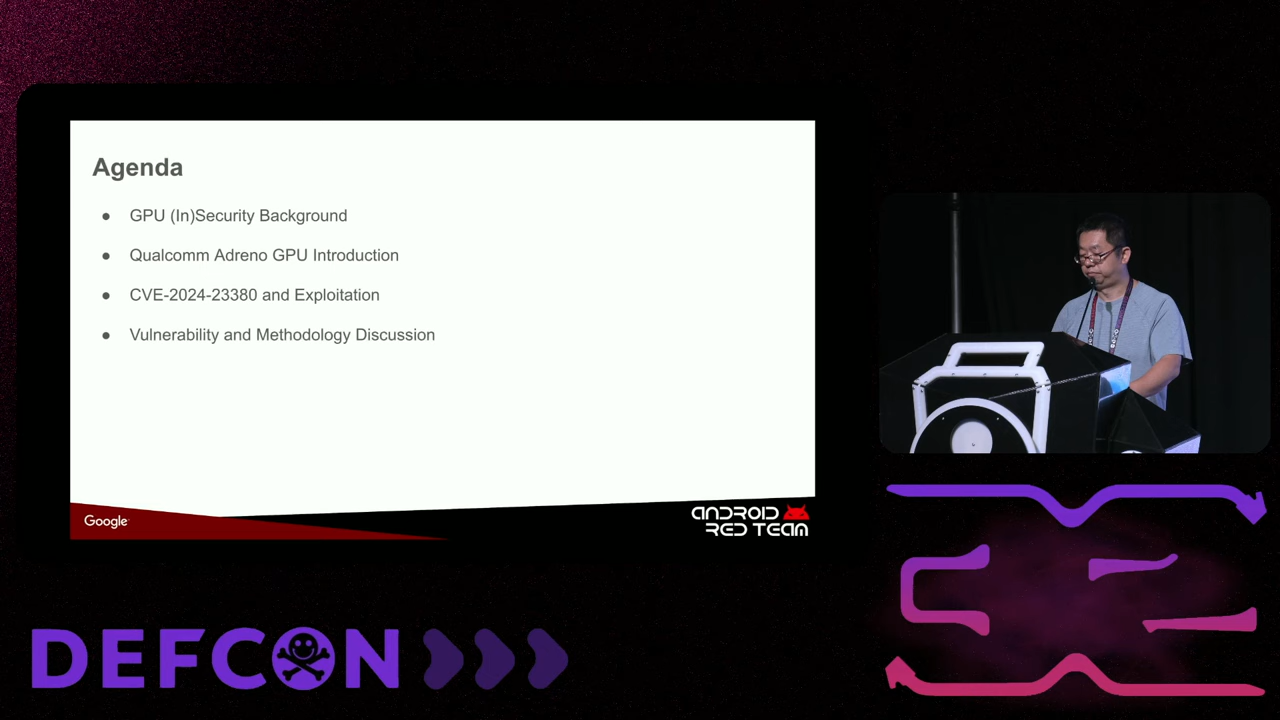 Agenda
● GPU (In)Security Background
● Qualcomm Adreno GPU Introduction
● CVE-2024-23380 and Exploitation
● Vulnerability and Methodology Discussion
Google
ANDROID
RED TEAM
DEFCON